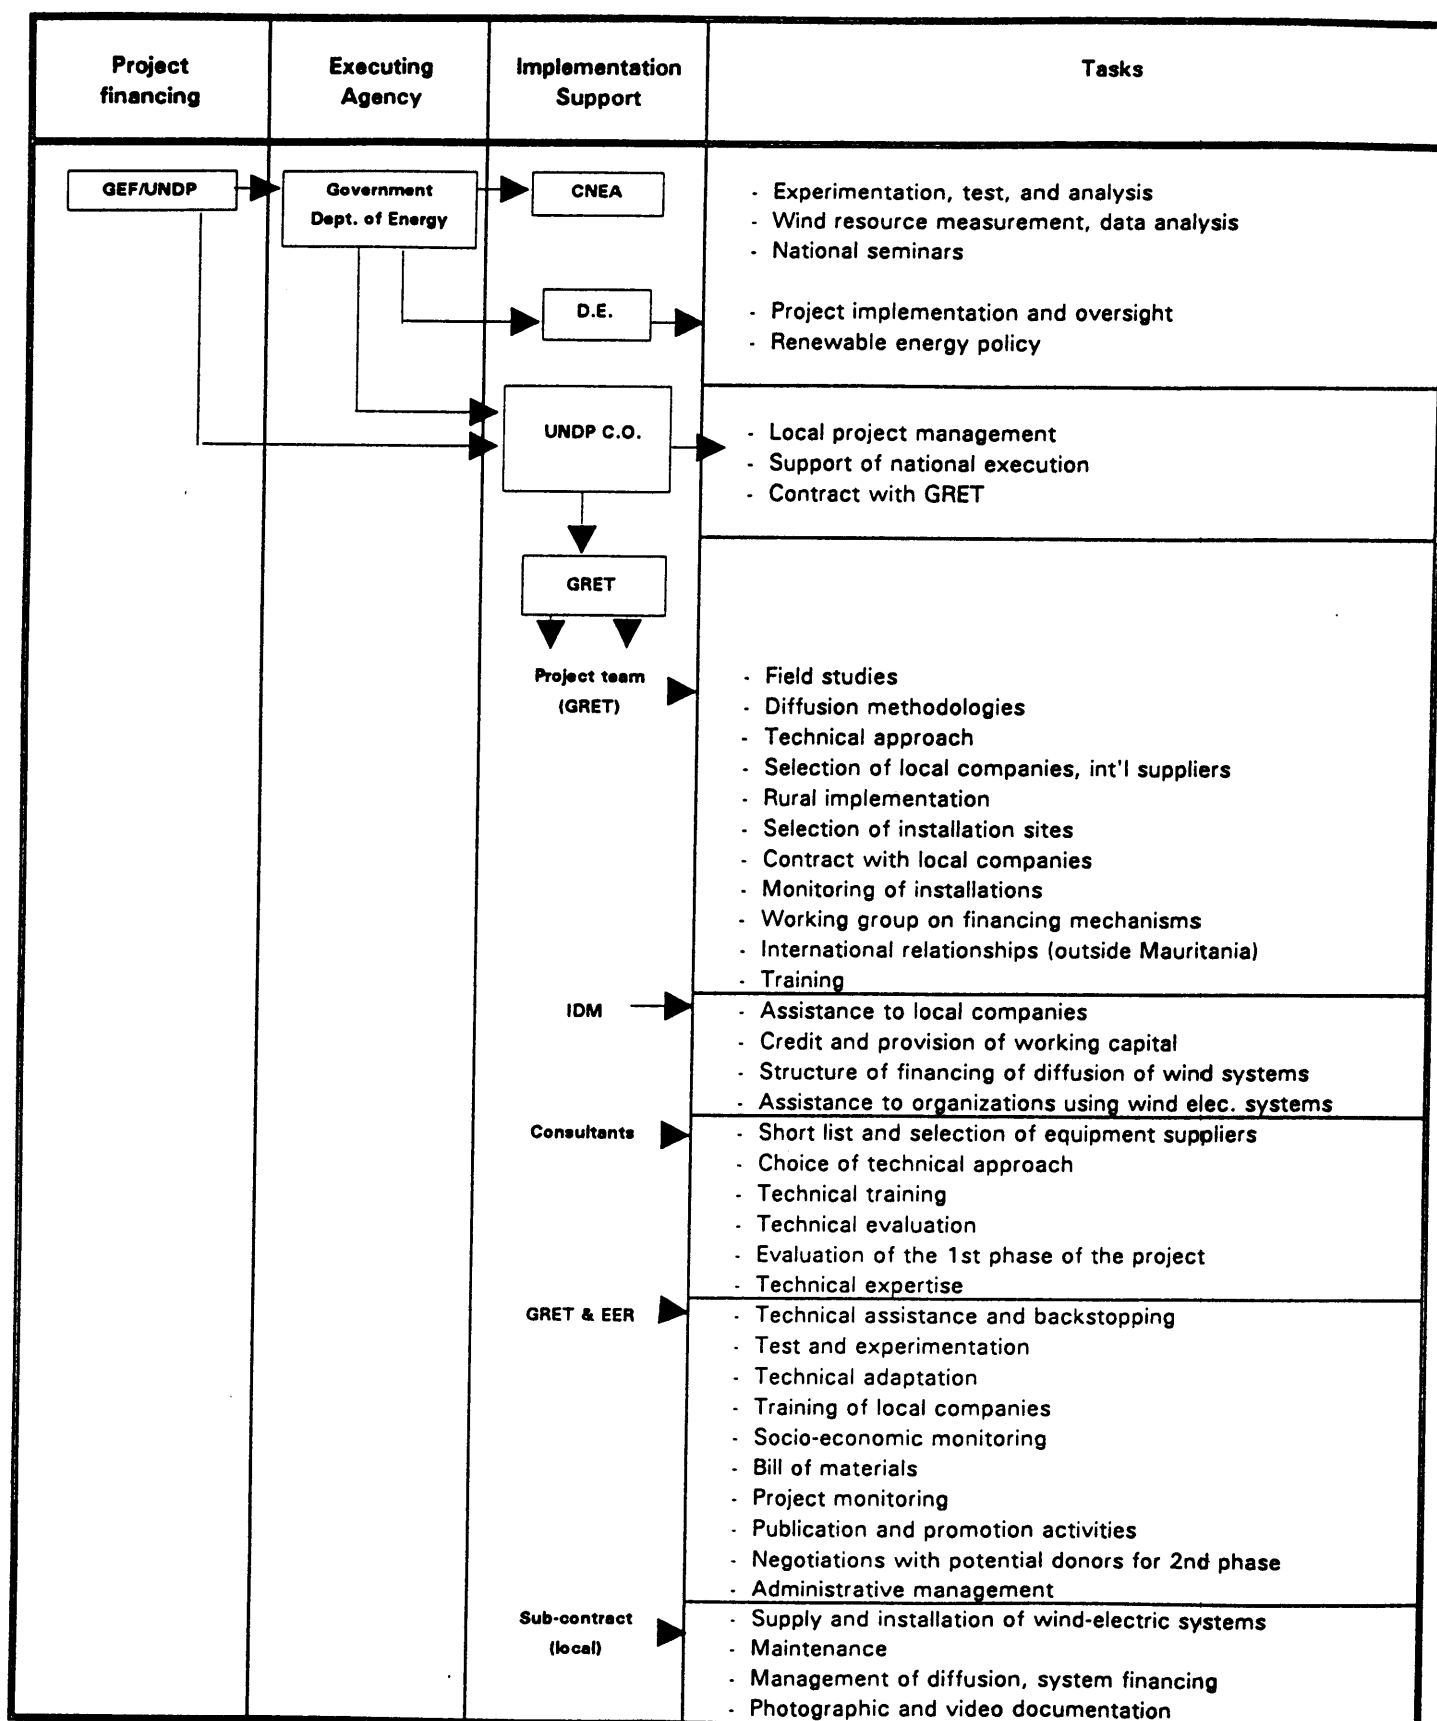 Project financing
Executing Agency
Implementation Support
Tasks
GEF/UNDP
Government
Dept. of Energy
CNEA
- Experimentation, test, and analysis
- Wind resource measurement, data analysis
- National seminars
D.E.
- Project implementation and oversight
- Renewable energy policy
UNDP C.O.
- Local project management
- Support of national execution
- Contract with GRET
GRET
Project team
(GRET)
- Field studies
- Diffusion methodologies
- Technical approach
- Selection of local companies, int'l suppliers
- Rural implementation
- Selection of installation sites
- Contract with local companies
- Monitoring of installations
- Working group on financing mechanisms
- International relationships (outside Mauritania)
- Training
IDM
- Assistance to local companies
- Credit and provision of working capital
- Structure of financing of diffusion of wind systems
- Assistance to organizations using wind elec. systems
Consultants
- Short list and selection of equipment suppliers
- Choice of technical approach
- Technical training
- Technical evaluation
- Evaluation of the 1st phase of the project
- Technical expertise
GRET & EER
- Technical assistance and backstopping
- Test and experimentation
- Technical adaptation
- Training of local companies
- Socio-economic monitoring
- Bill of materials
- Project monitoring
- Publication and promotion activities
- Negotiations with potential donors for 2nd phase
- Administrative management
Sub-contract
(local)
- Supply and installation of wind-electric systems
- Maintenance
- Management of diffusion, system financing
- Photographic and video documentation